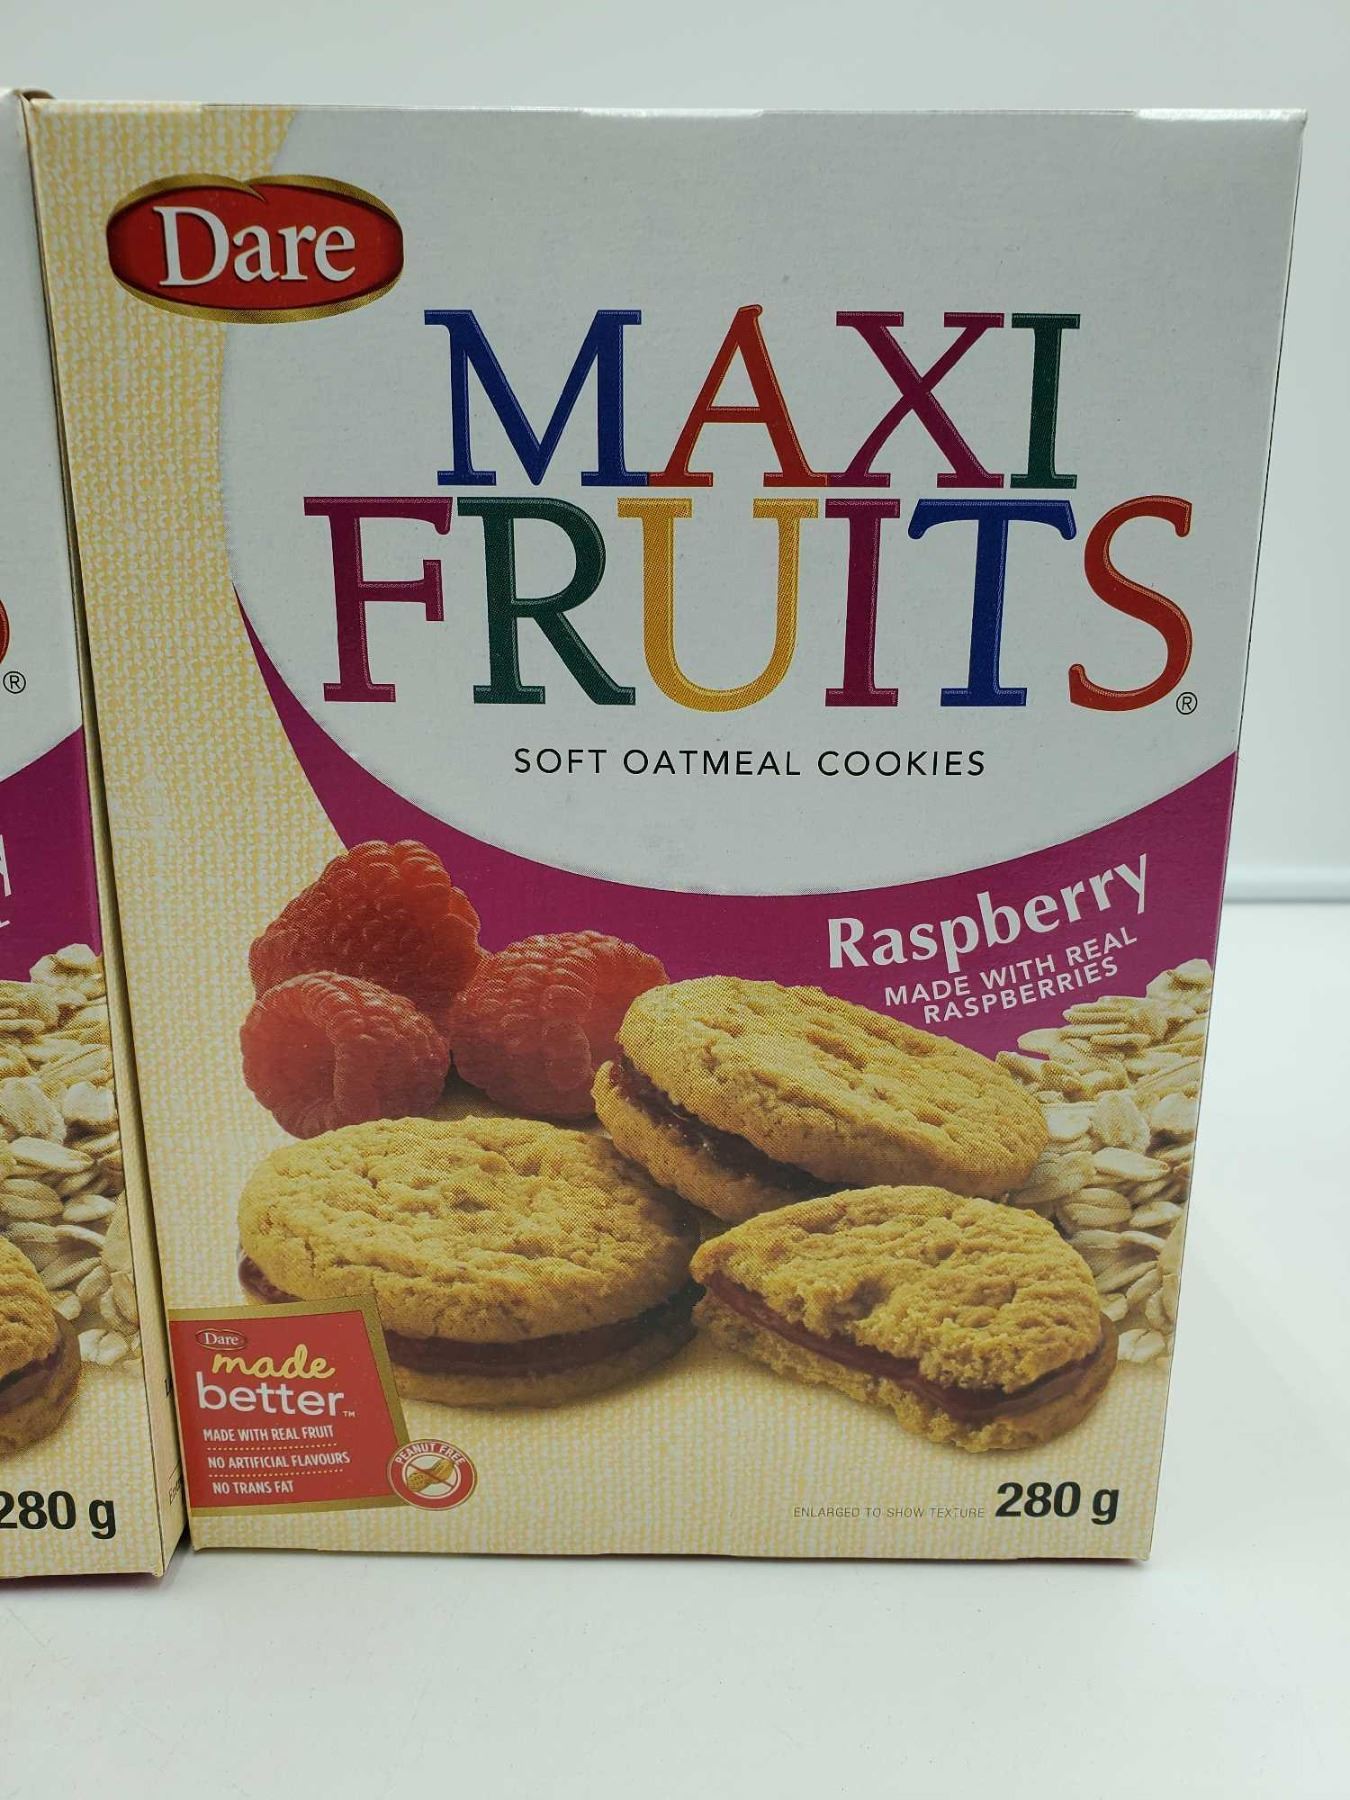 Dare
MAXI
FRUITS®
SOFT OATMEAL COOKIES
Raspberry
MADE WITH REAL
RASPBERRIES
Dare
made
better™
MADE WITH REAL FRUIT
NO ARTIFICIAL FLAVOURS
NO TRANS FAT
PEANUT FREE
ENLARGED TO SHOW TEXTURE 280 g
®
280 g